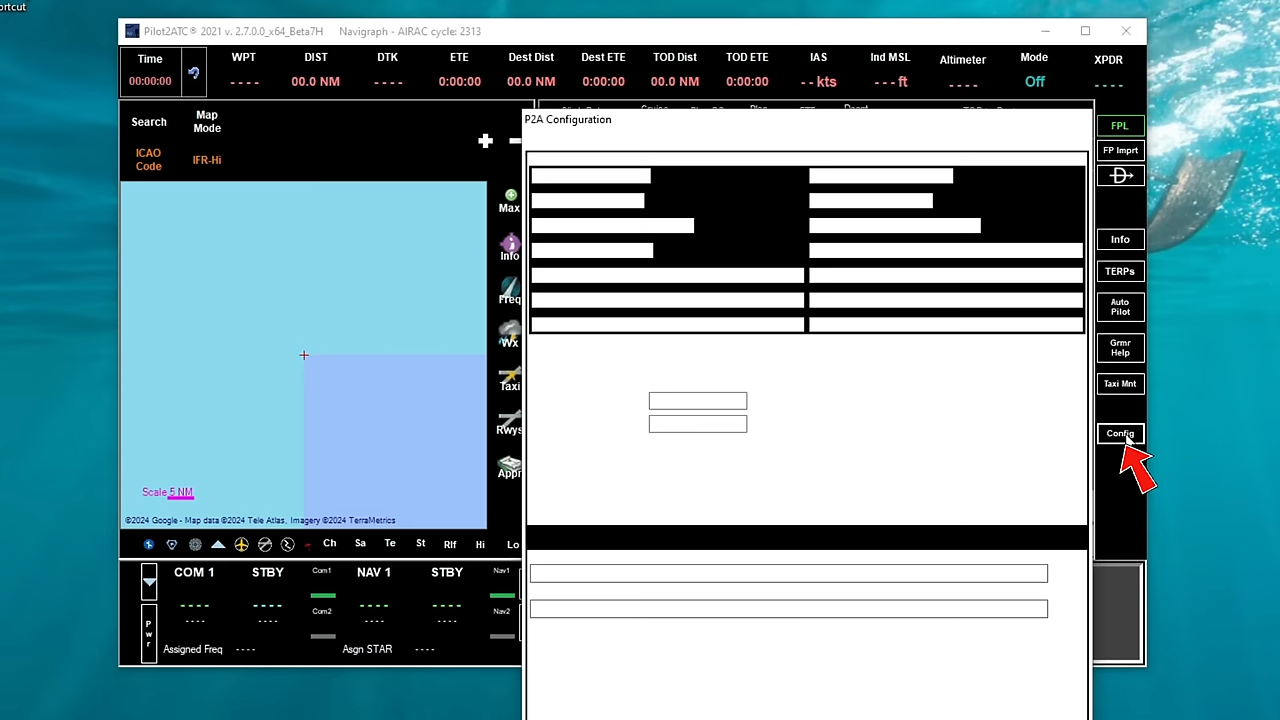 ortcut
Pilot2ATC® 2021 v. 2.7.0.0_x64_Beta7H Navigraph - AIRAC cycle: 2313
Time WPT DIST DTK ETE Dest Dist Dest ETE TOD Dist TOD ETE IAS Ind MSL Altimeter Mode XPDR
00:00:00 ---- 00.0 NM ---- 0:00:00 00.0 NM 0:00:00 00.0 NM 0:00:00 -- kts --- ft ---- Off ----
Search Map Mode
ICAO Code IFR-Hi
P2A Configuration
Max
Info
Freq
Wx
Taxi
Rwys
Appr
FPL
FP Imprt
D
Info
TERPs
Auto
Pilot
Grmr
Help
Taxi Mnt
Config
Scale 5 NM
©2024 Google - Map data ©2024 Tele Atlas, Imagery ©2024 TerraMetrics
Ch Sa Te St Rlf Hi Lo
COM 1 STBY Com1 NAV 1 STBY Nav1
---- ---- ---- ----
Com2 Nav2
---- ---- ---- ----
Pwr
Assigned Freq ---- Asgn STAR ----